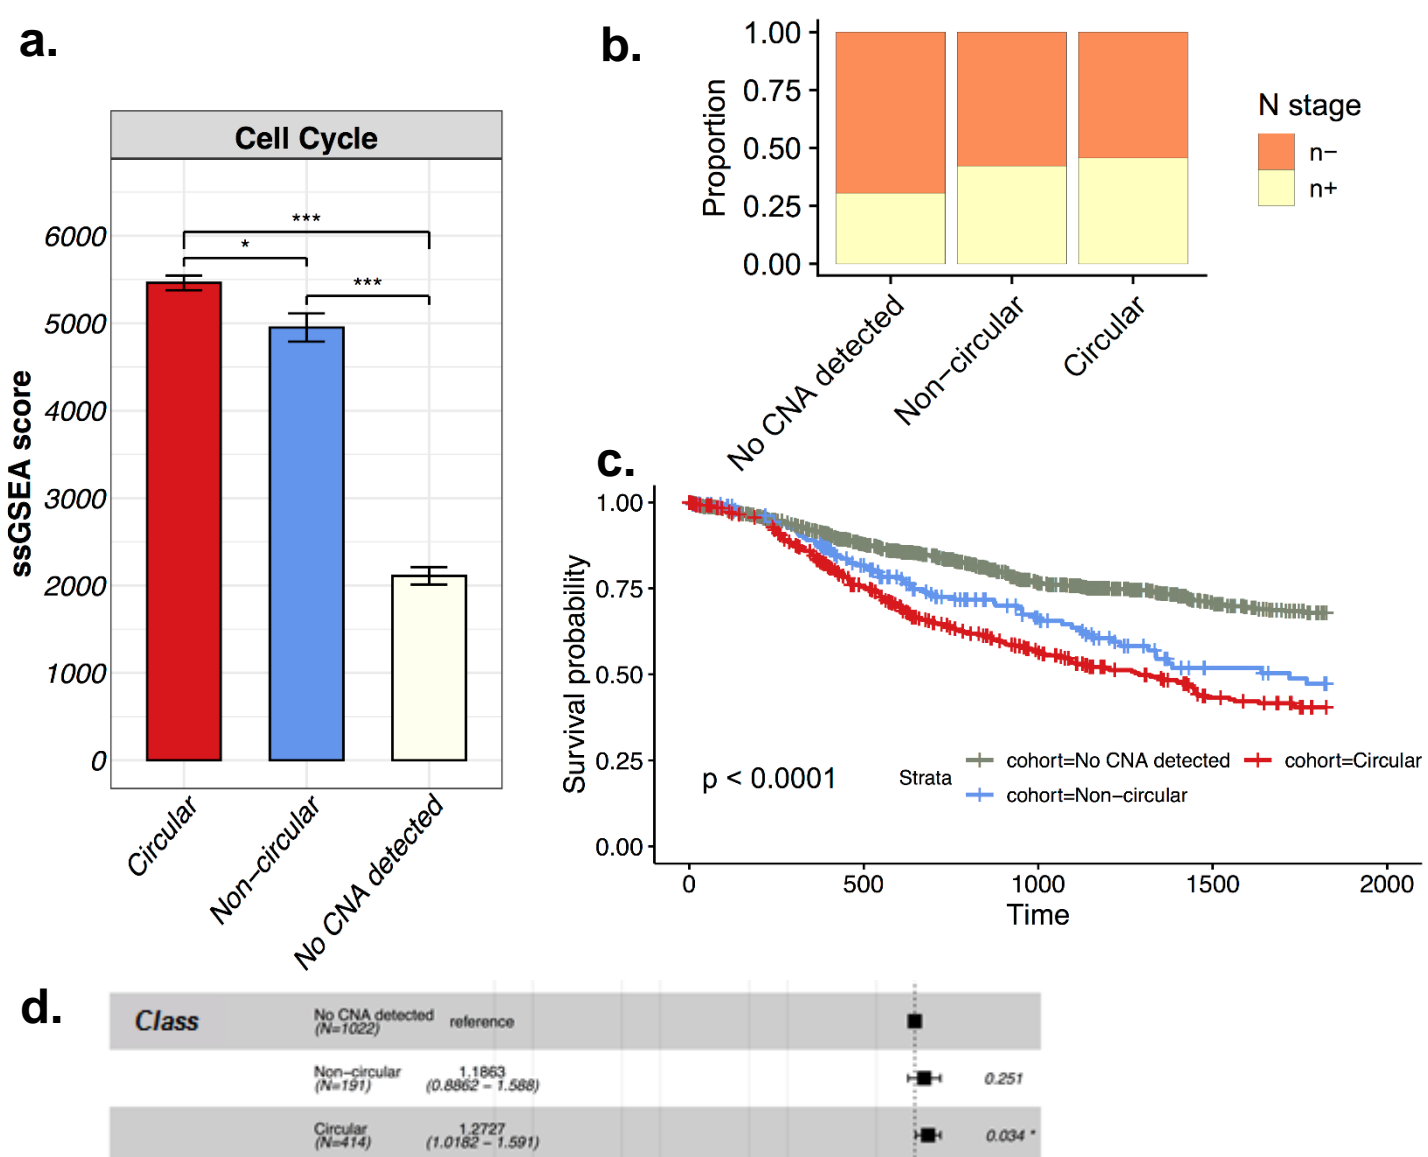 a.
Cell Cycle
ssGSEA score
6000
5000
4000
3000
2000
1000
0
***
*
***
Circular
Non−circular
No CNA detected
b.
Proportion
1.00
0.75
0.50
0.25
0.00
No CNA detected
Non−circular
Circular
N stage
n−
n+
c.
Survival probability
1.00
0.75
0.50
0.25
0.00
p < 0.0001
Strata
cohort=No CNA detected
cohort=Circular
cohort=Non−circular
0 500 1000 1500 2000
Time
d.
Class
No CNA detected
(N=1022)
reference
Non−circular
(N=191)
1.1863
(0.8862 − 1.588)
0.251
Circular
(N=414)
1.2727
(1.0182 − 1.591)
0.034 *